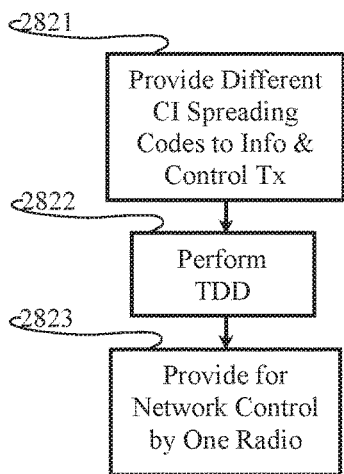 2821
Provide Different
CI Spreading
Codes to Info &
Control Tx
2822
Perform
TDD
2823
Provide for
Network Control
by One Radio